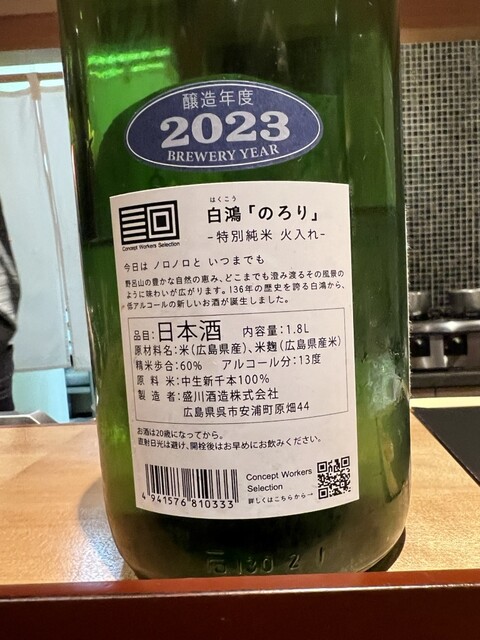 醸造年度
2023
BREWERY YEAR
Concept Workers Selection
はくこう
白鴻「のろり」
-特別純米 火入れ-
今日は ノロノロと いつまでも
野呂山の豊かな自然の恵み、どこまでも澄み渡るその風景の
ように味わいが広がります。136年の歴史を誇る白鴻から、
低アルコールの新しいお酒が誕生しました。
品目:日本酒 内容量:1.8L
原材料名:米(広島県産)、米麹(広島県産米)
精米歩合:60% アルコール分:13度
原料米:中生新千本100%
製造者:盛川酒造株式会社
広島県呉市安浦町原畑44
お酒は20歳になってから。
直射日光は避け、開栓後はお早めにお飲みください。
4 941576 810333
Concept Workers
Selection
詳しくはこちらから→